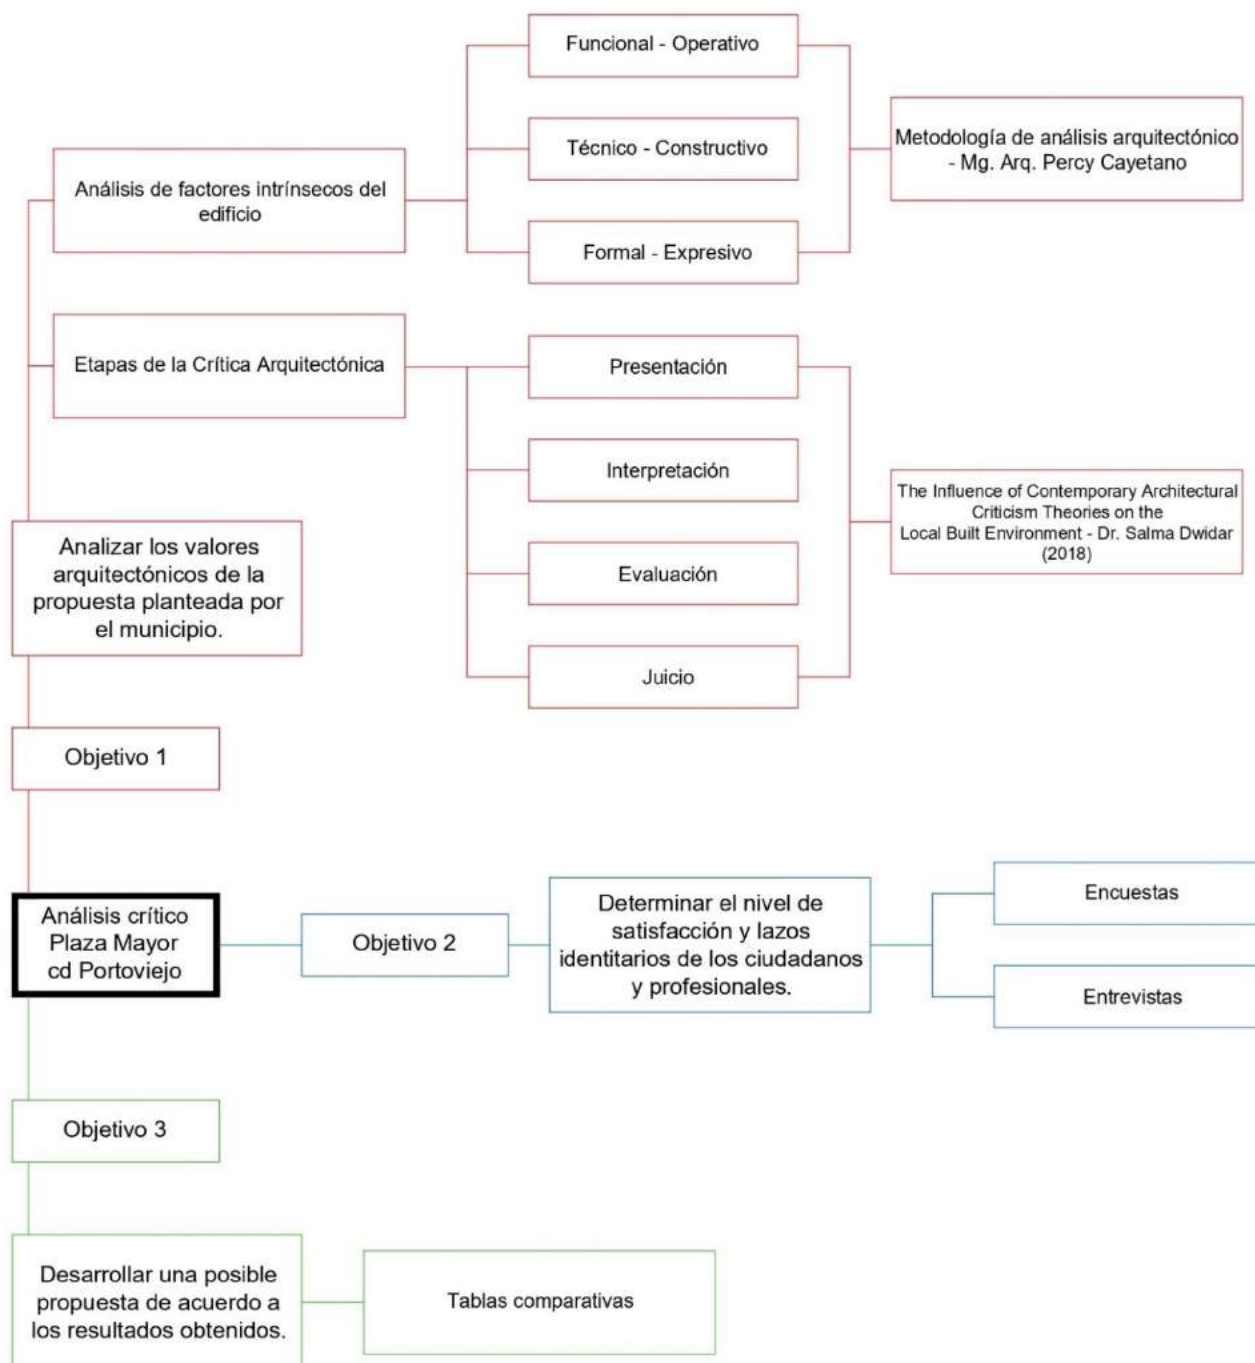 Funcional - Operativo
Técnico - Constructivo
Formal - Expresivo
Metodología de análisis arquitectónico
- Mg. Arq. Percy Cayetano
Análisis de factores intrínsecos del
edificio
Etapas de la Crítica Arquitectónica
Presentación
Interpretación
Evaluación
Juicio
The Influence of Contemporary Architectural
Criticism Theories on the
Local Built Environment - Dr. Salma Dwidar
(2018)
Analizar los valores
arquitectónicos de la
propuesta planteada por
el municipio.
Objetivo 1
Análisis crítico
Plaza Mayor
cd Portoviejo
Objetivo 2
Determinar el nivel de
satisfacción y lazos
identitarios de los ciudadanos
y profesionales.
Encuestas
Entrevistas
Objetivo 3
Desarrollar una posible
propuesta de acuerdo a
los resultados obtenidos.
Tablas comparativas